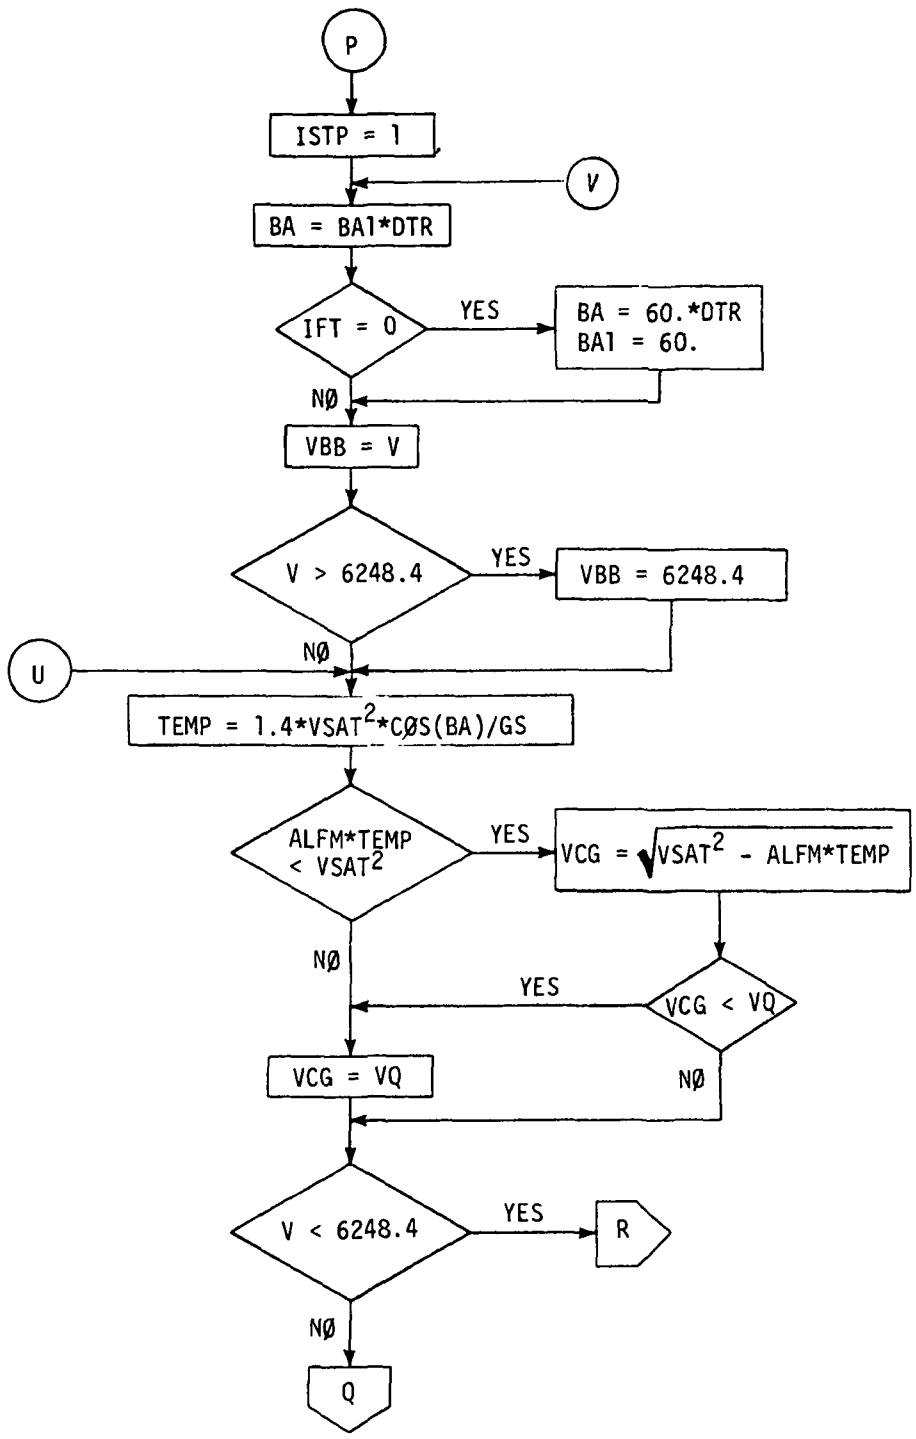 P
ISTP = 1
V
BA = BA1*DTR
IFT = 0
YES
BA = 60.*DTR
BA1 = 60.
NØ
VBB = V
V > 6248.4
YES
VBB = 6248.4
NØ
U
TEMP = 1.4*VSAT²*CØS(BA)/GS
ALFM*TEMP
< VSAT²
YES
VCG = √VSAT² - ALFM*TEMP
NØ
YES
VCG < VQ
VCG = VQ
NØ
V < 6248.4
YES
R
NØ
Q